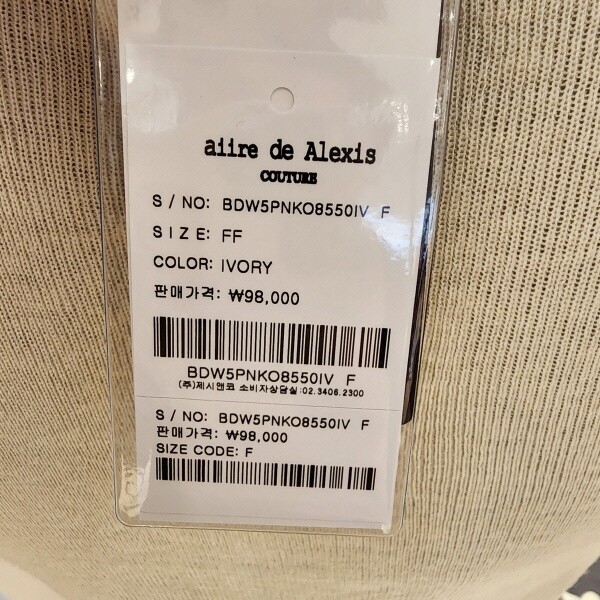 aiire de Alexis
COUTURE
S / NO: BDW5PNKO8550IV F
SIZE: FF
COLOR: IVORY
판매가격: ₩98,000
BDW5PNKO8550IV F
(주)제시앤코 소비자상담실:02.3406.2300
S / NO: BDW5PNKO8550IV F
판매가격: ₩98,000
SIZE CODE: F